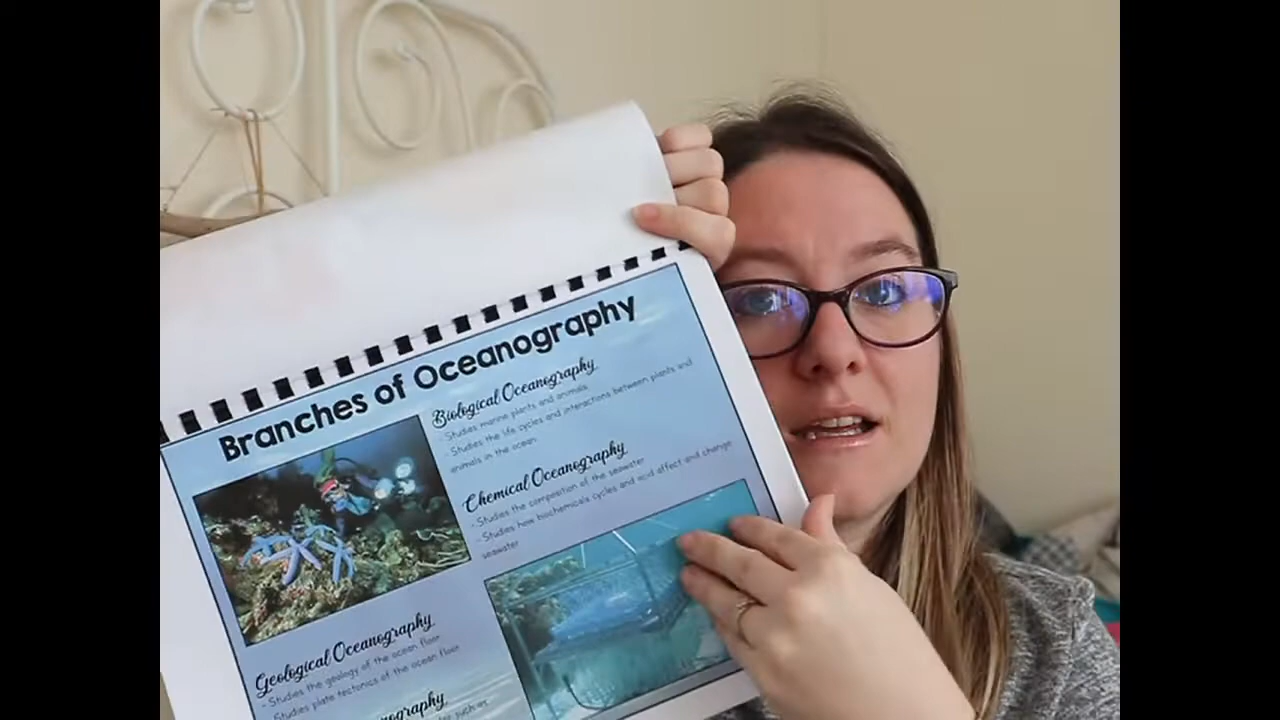 Branches of Oceanography
Biological Oceanography
- Studies marine plants and animals.
- Studies the life cycles and interactions between plants and
animals in the ocean.
Chemical Oceanography
- Studies the composition of the seawater
- Studies how biochemicals cycles and acid affect and change
seawater
Geological Oceanography
- Studies the geology of the ocean floor
- Studies plate tectonics of the ocean floor
nography
such as